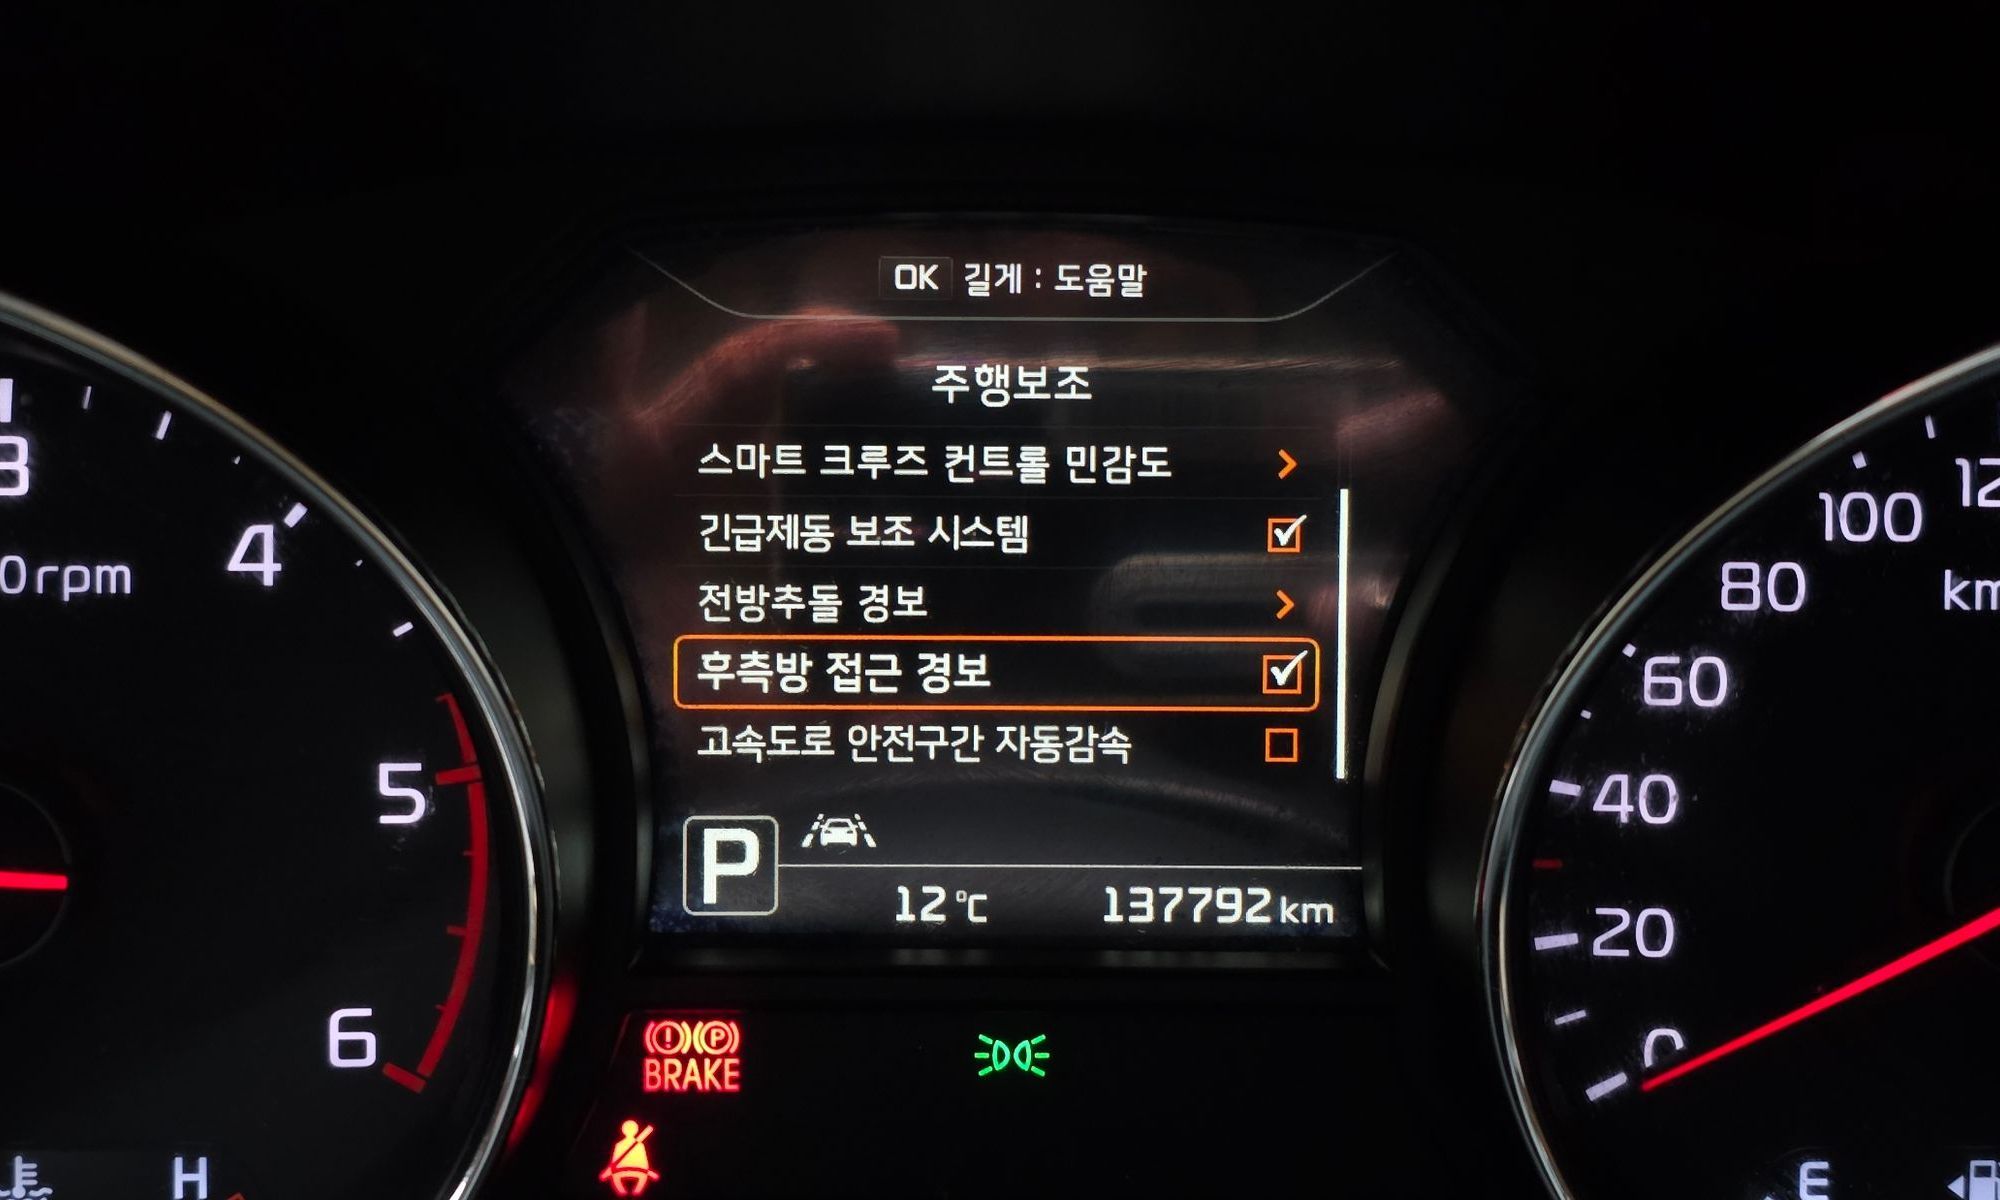 OK 길게 : 도움말
주행보조
스마트 크루즈 컨트롤 민감도
긴급제동 보조 시스템
전방추돌 경보
후측방 접근 경보
고속도로 안전구간 자동감속
P
12°C 137792km
3
4
0rpm
5
6
H
BRAKE
P
12
100
km
80
60
40
20
0
E